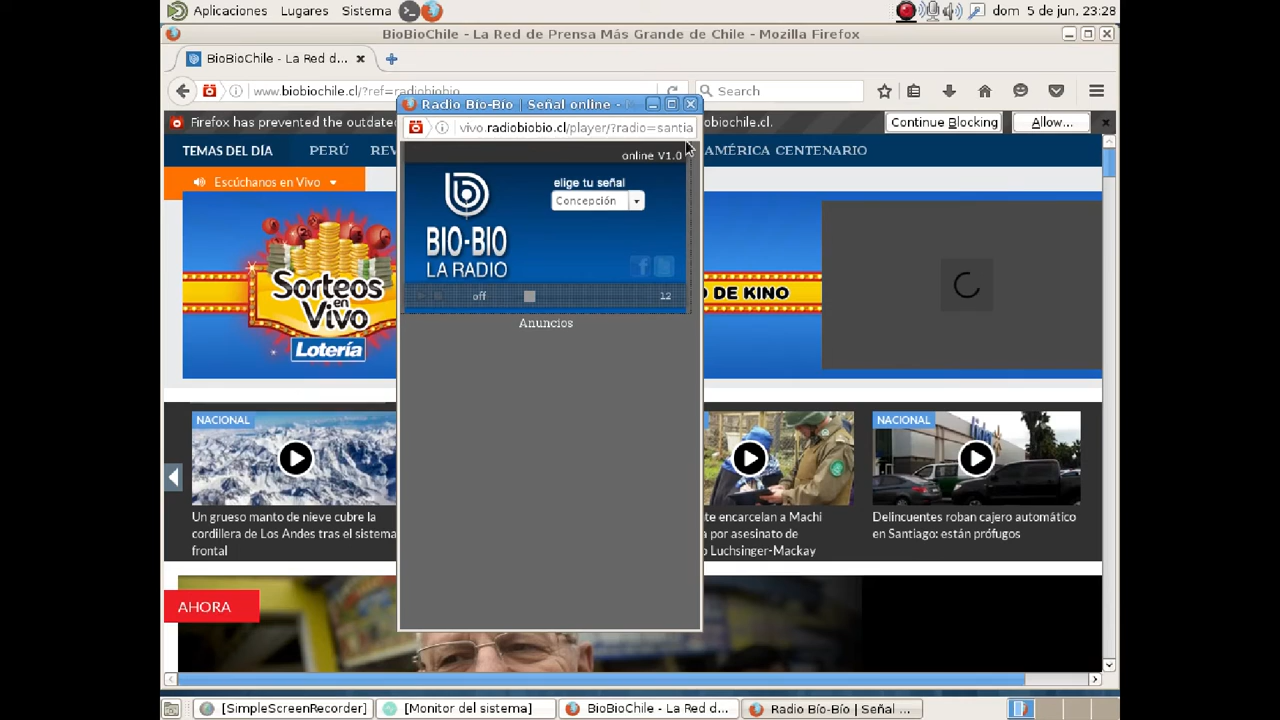 Aplicaciones Lugares Sistema dom 5 de jun, 23:28
BioBioChile - La Red de Prensa Más Grande de Chile - Mozilla Firefox
BioBioChile - La Red d...
www.biobiochile.cl/?ref=radiobiobio Search
Radio Bío-Bío | Señal online -
vivo.radiobiobio.cl/player/?radio=santia
Firefox has prevented the outdate
biochile.cl. Continue Blocking Allow...
TEMAS DEL DÍA PERÚ AMÉRICA CENTENARIO
online V1.0
Escúchanos en Vivo
elige tu señal
Concepción
BIO-BIO
LA RADIO
off 12
Anuncios
Sorteos
en
Vivo
Lotería
DE KINO
NACIONAL
Un grueso manto de nieve cubre la
cordillera de Los Andes tras el sistema
frontal
te encarcelan a Machi
por asesinato de
Luchsinger-Mackay
NACIONAL
Delincuentes roban cajero automático
en Santiago: están prófugos
AHORA
[SimpleScreenRecorder] [Monitor del sistema] BioBioChile - La Red d... Radio Bío-Bío | Señal ...